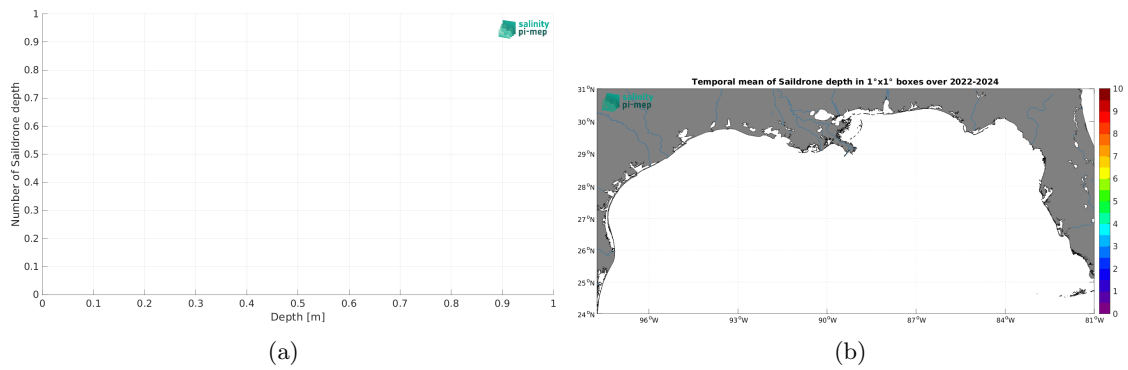 1
0.9
0.8
0.7
0.6
0.5
0.4
0.3
0.2
0.1
0
Number of Saildrone depth
0 0.1 0.2 0.3 0.4 0.5 0.6 0.7 0.8 0.9 1
Depth [m]
salinity
pi-mep
(a)
Temporal mean of Saildrone depth in 1°x1° boxes over 2022-2024
salinity
pi-mep
31°N
30°N
29°N
28°N
27°N
26°N
25°N
24°N
96°W 93°W 90°W 87°W 84°W 81°W
10
9
8
7
6
5
4
3
2
1
0
(b)